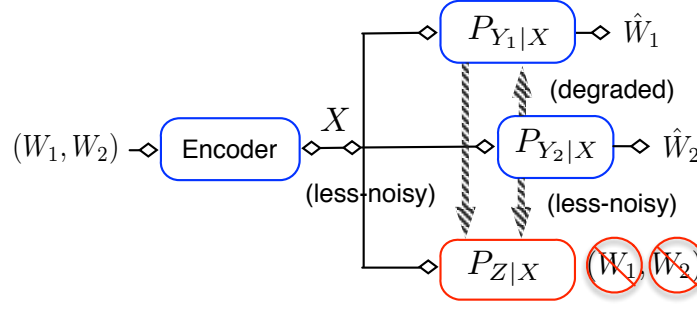 P_{Y_1|X} Ŵ_1
(degraded)
(W_1, W_2) Encoder X P_{Y_2|X} Ŵ_2
(less-noisy) (less-noisy)
P_{Z|X} (W_1, W_2)